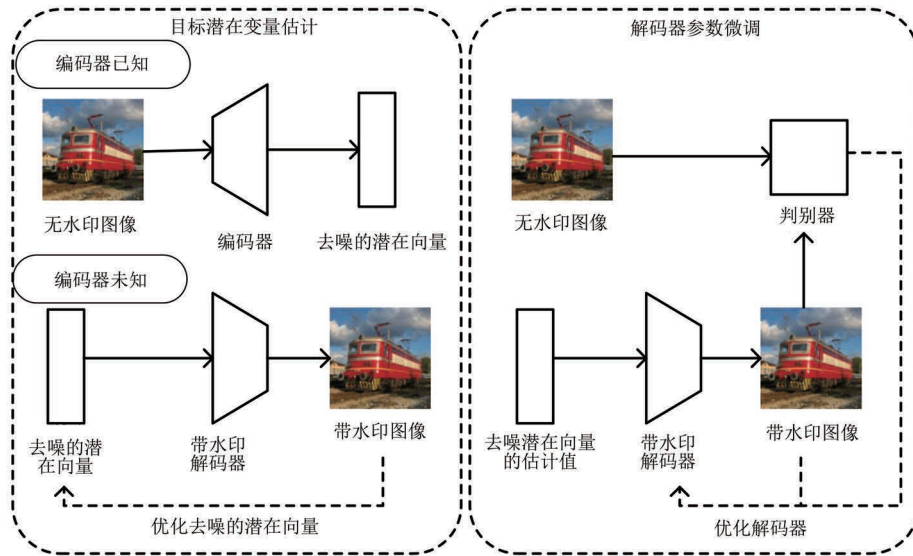 目标潜在变量估计
编码器已知
无水印图像
编码器
去噪的潜在向量
编码器未知
去噪的潜
在向量
带水印
解码器
带水印图像
优化去噪的潜在向量
解码器参数微调
无水印图像
判别器
去噪潜在向量
的估计值
带水印
解码器
带水印图像
优化解码器